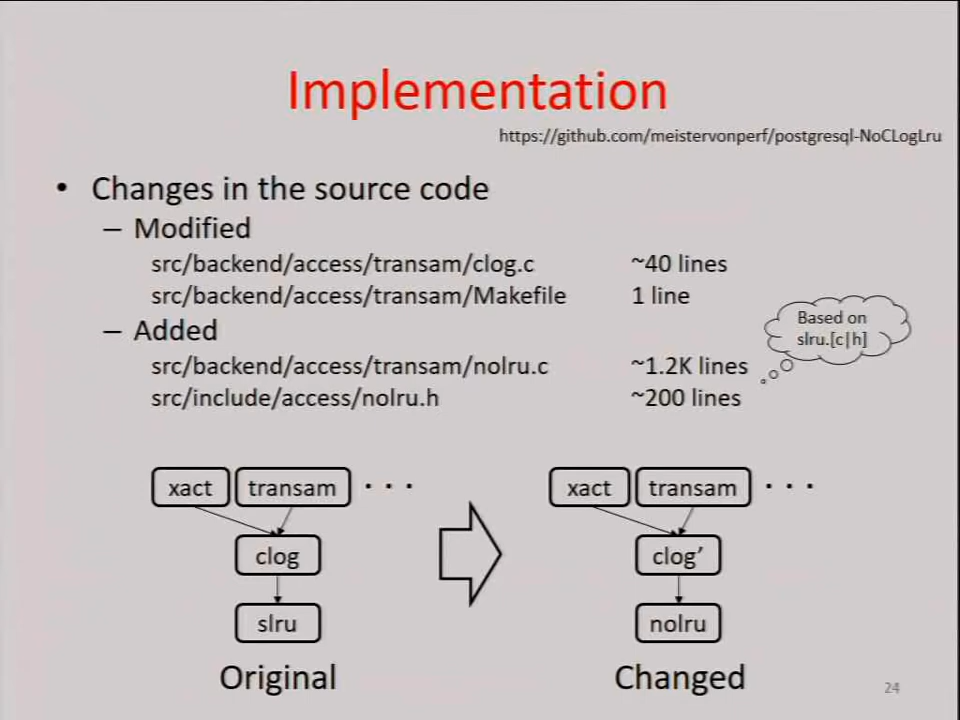 Implementation
https://github.com/meistervonperf/postgresql-NoCLogLru
• Changes in the source code
– Modified
src/backend/access/transam/clog.c ~40 lines
src/backend/access/transam/Makefile 1 line
– Added
Based on
slru.[c|h]
src/backend/access/transam/nolru.c ~1.2K lines
src/include/access/nolru.h ~200 lines
xact transam · · · xact transam · · ·
clog clog’
slru nolru
Original Changed
24